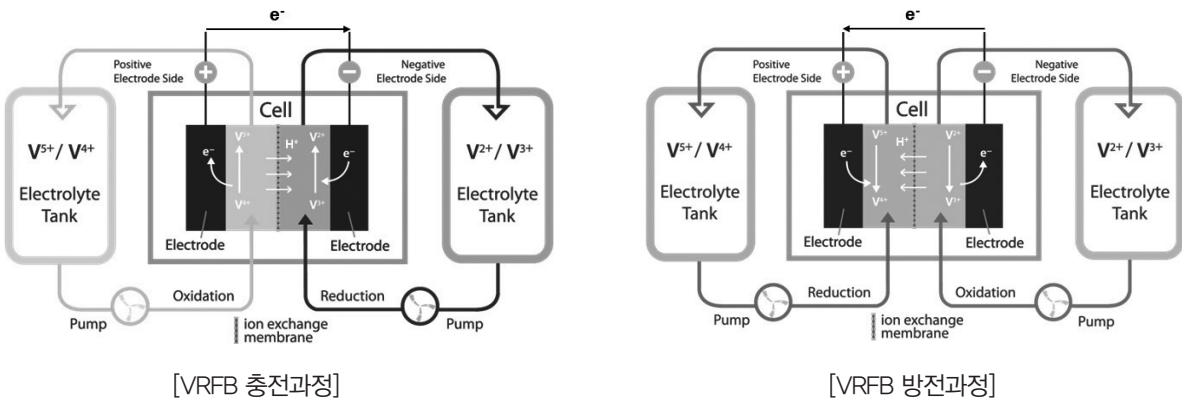 e-
Positive
Electrode Side
+
−
Negative
Electrode Side
Cell
V5+/ V4+
Electrolyte
Tank
V5+
H+
V2+
e−
e−
V4+
V3+
Electrode
Electrode
V2+/ V3+
Electrolyte
Tank
Oxidation
Reduction
Pump
Pump
ion exchange
membrane
[VRFB 충전과정]
e-
Positive
Electrode Side
+
−
Negative
Electrode Side
Cell
V5+/ V4+
Electrolyte
Tank
V5+
H+
V2+
e−
e−
V4+
V3+
Electrode
Electrode
V2+/ V3+
Electrolyte
Tank
Reduction
Oxidation
Pump
Pump
ion exchange
membrane
[VRFB 방전과정]